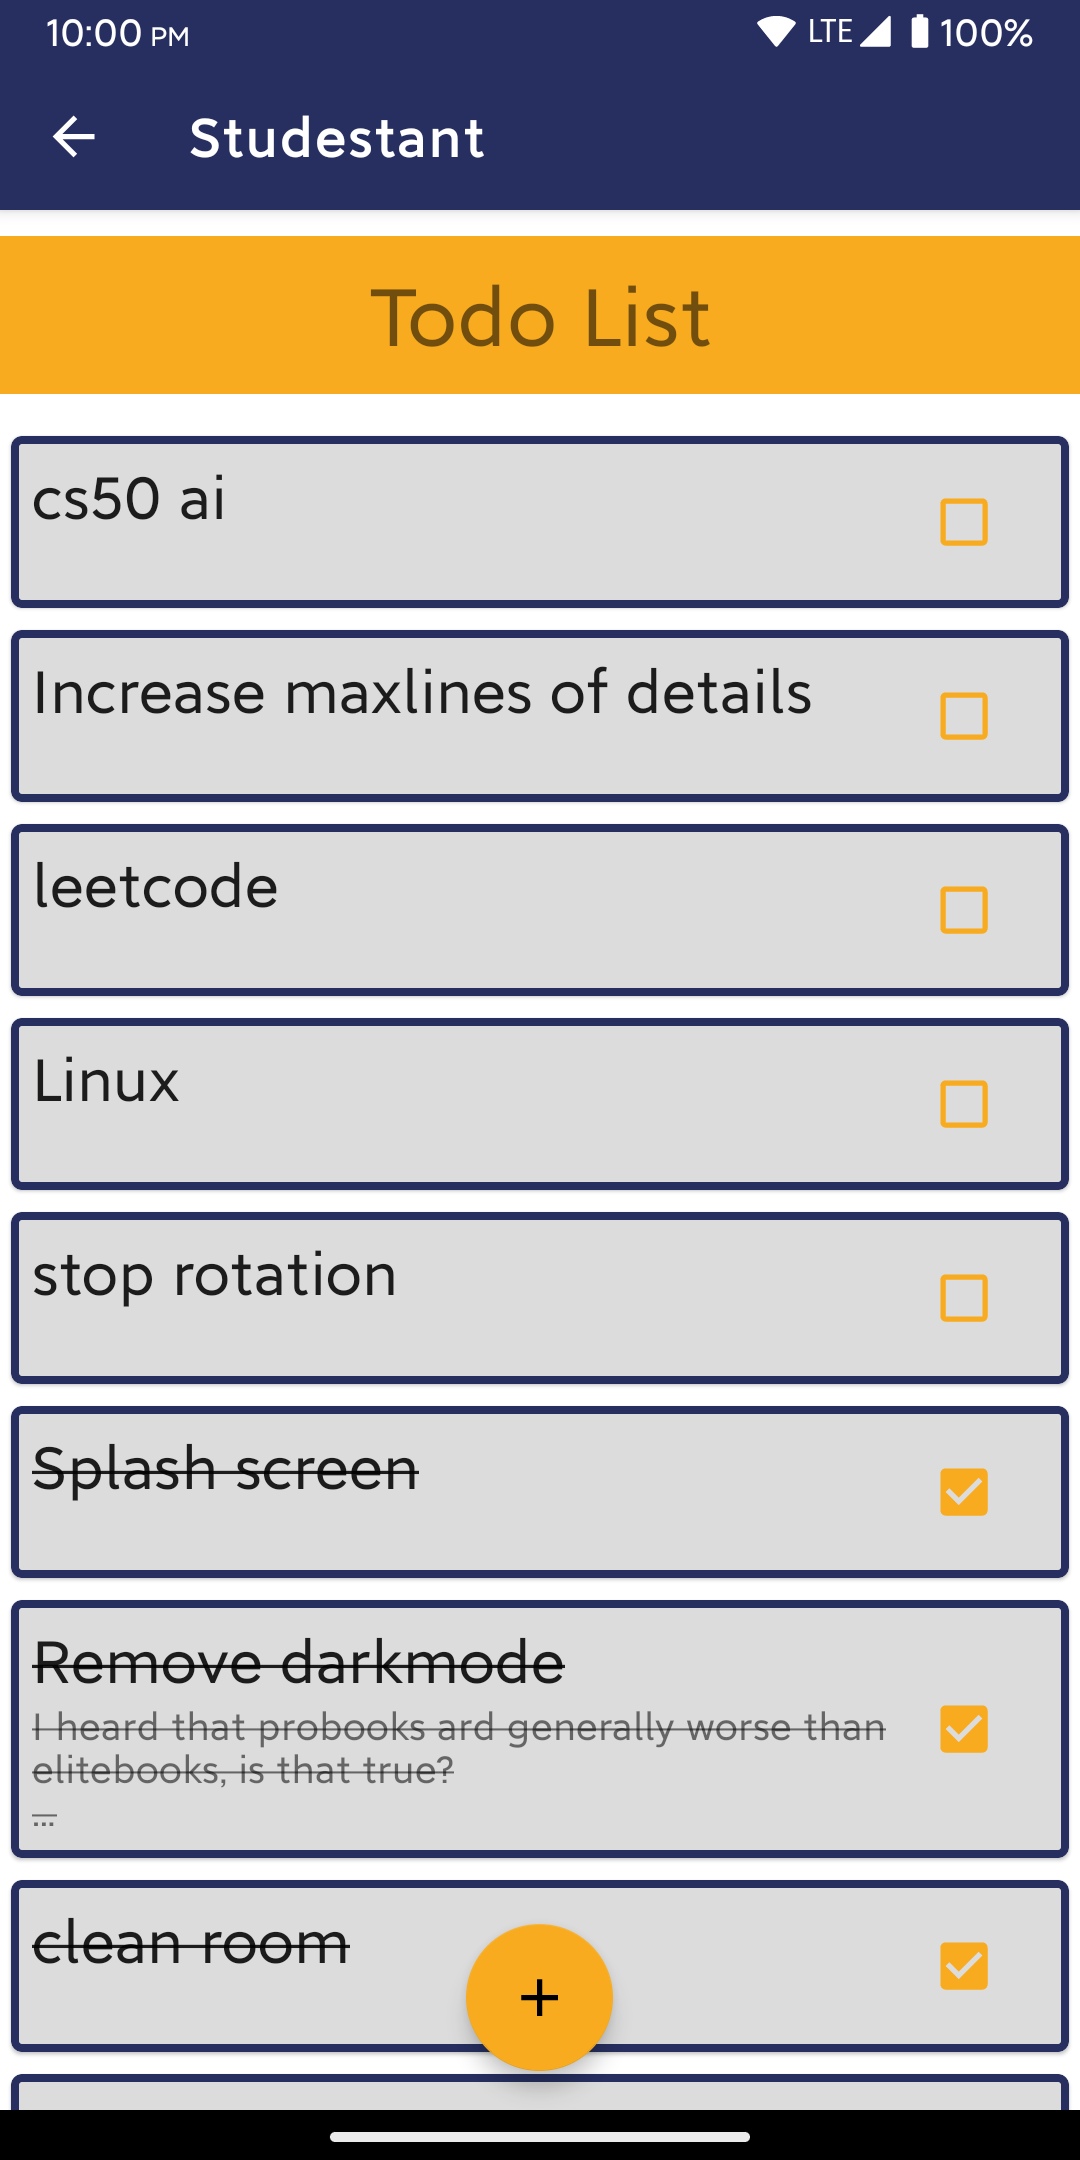 10:00 PM LTE 100%
Studestant
Todo List
cs50 ai
Increase maxlines of details
leetcode
Linux
stop rotation
Splash screen
Remove darkmode
I heard that probooks ard generally worse than
elitebooks, is that true?
...
clean room
+